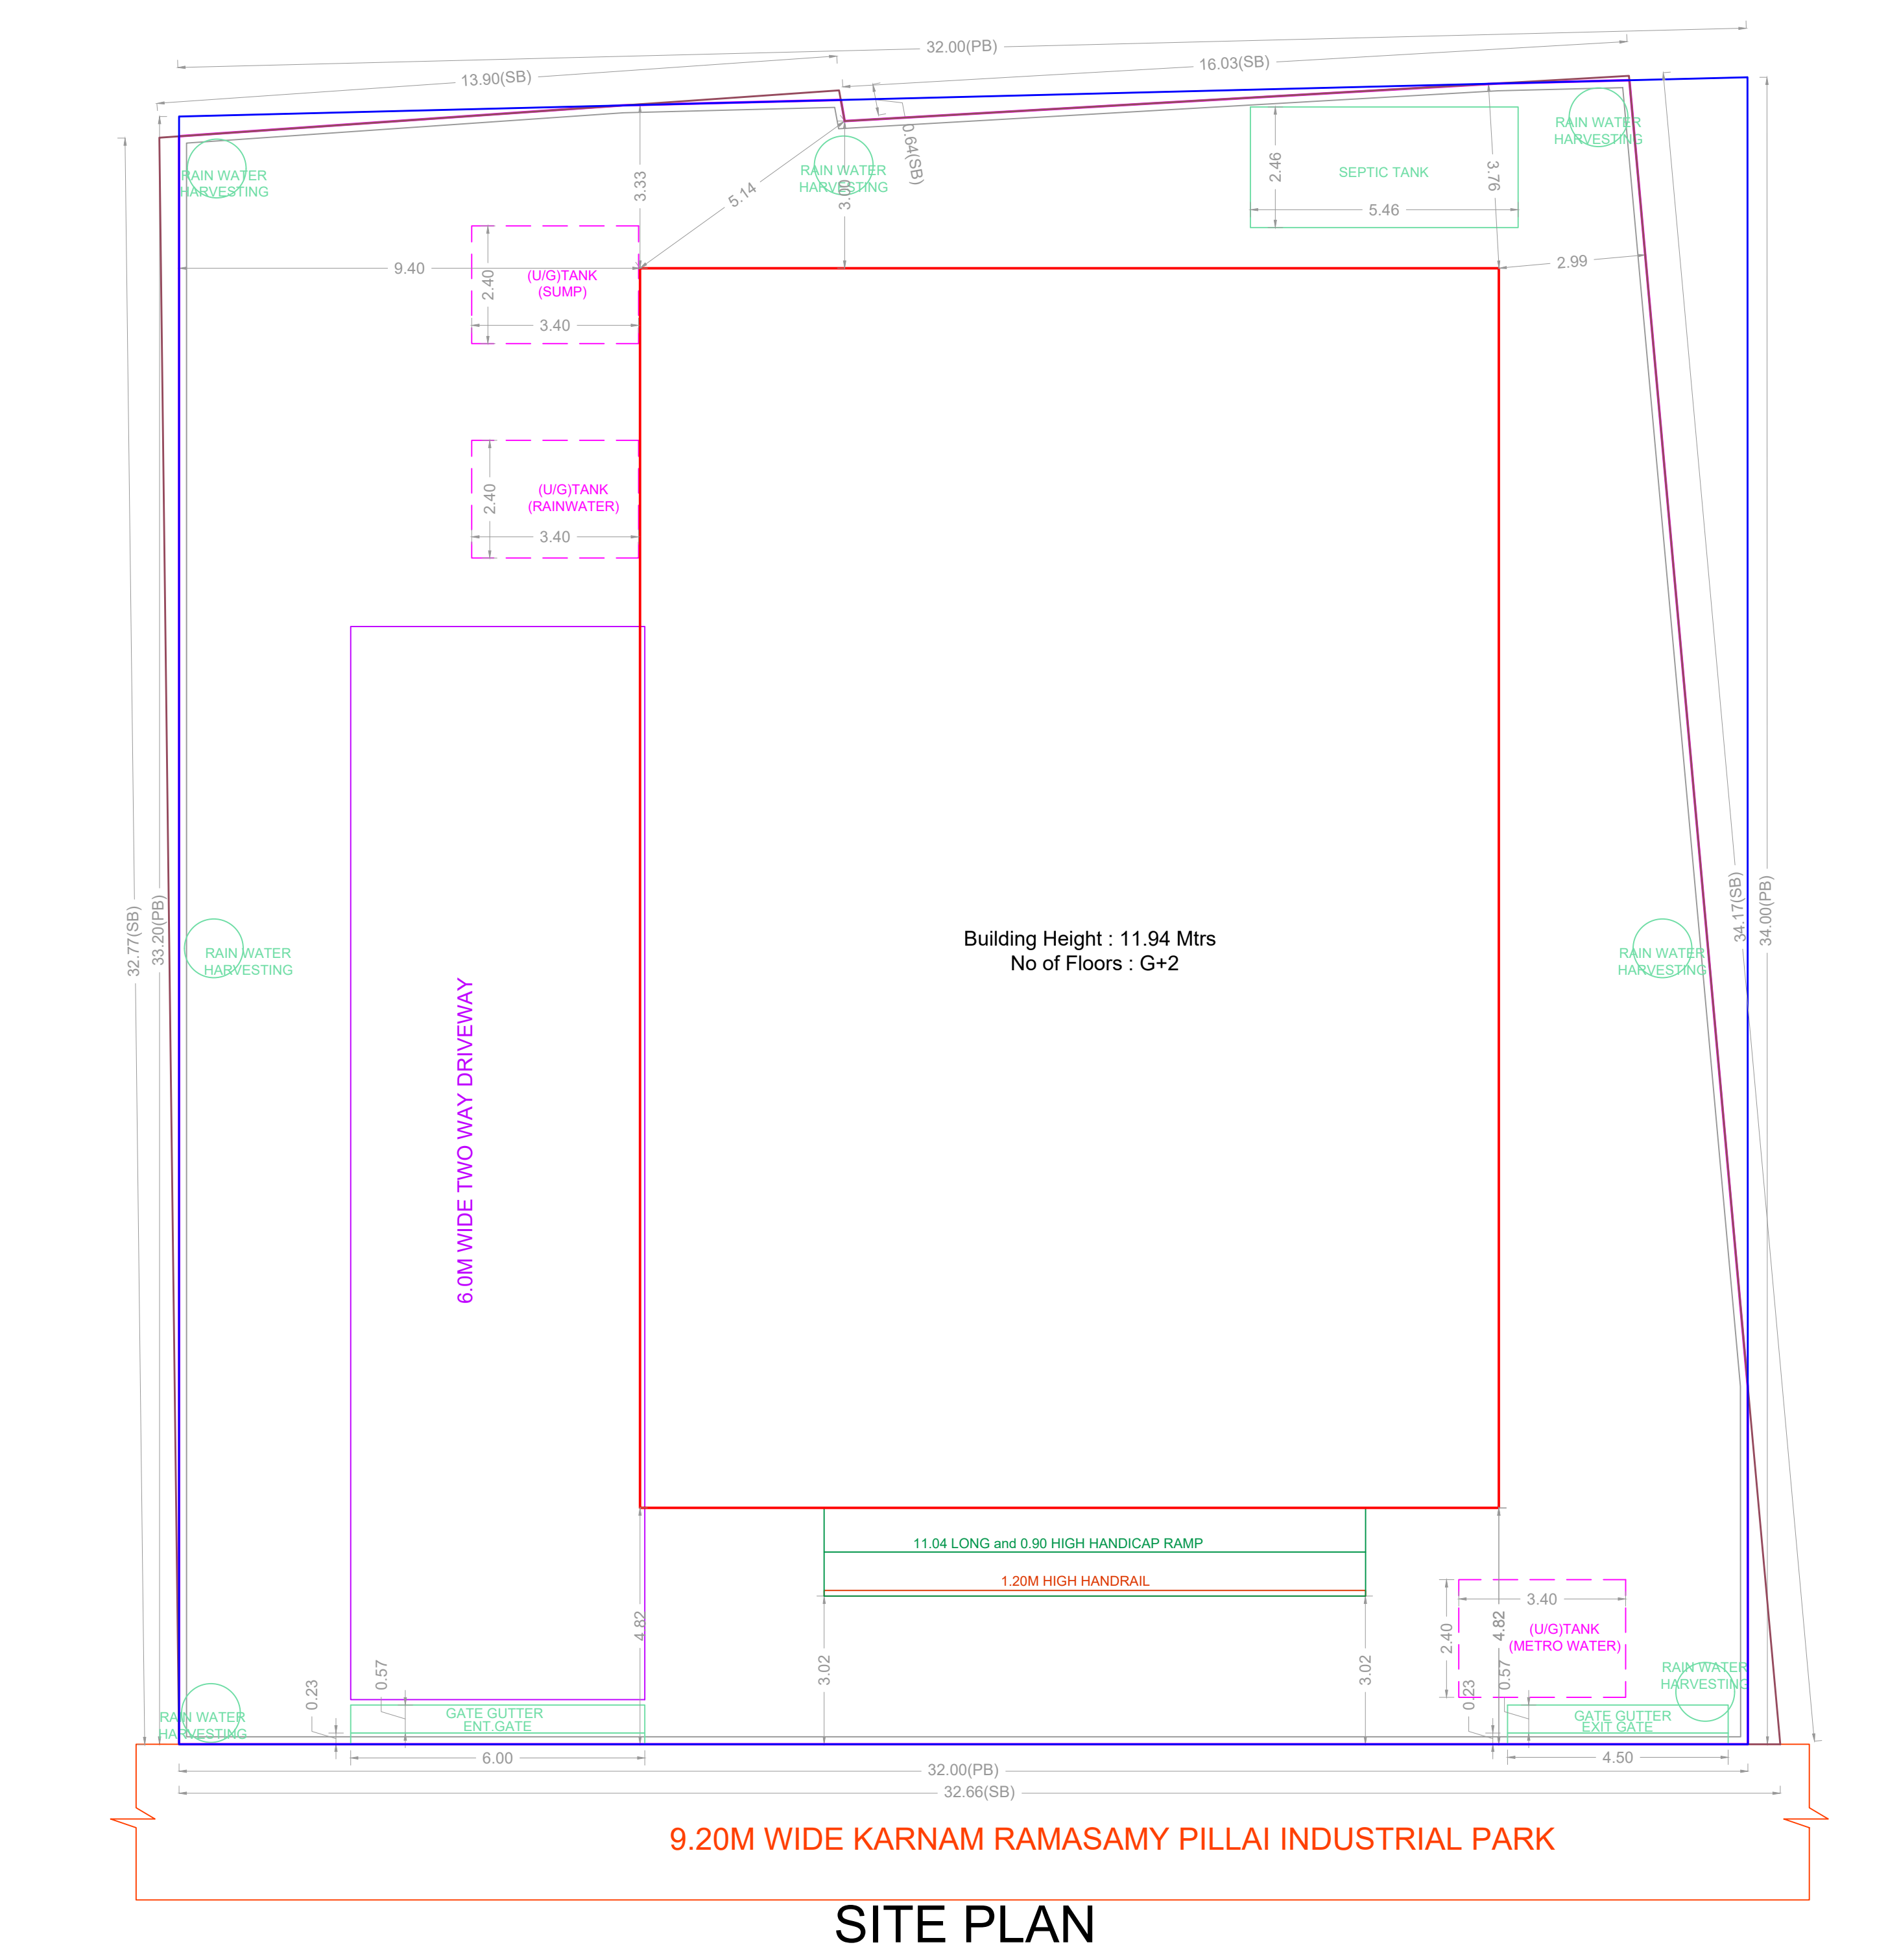 32.00(PB)
13.90(SB)
16.03(SB)
0.64(SB)
RAIN WATER
HARVESTING
RAIN WATER
HARVESTING
RAIN WATER
HARVESTING
3.33
5.14
3.00
2.46
SEPTIC TANK
5.46
3.76
2.99
9.40
2.40
(U/G)TANK
(SUMP)
3.40
2.40
(U/G)TANK
(RAINWATER)
3.40
32.77(SB)
33.20(PB)
RAIN WATER
HARVESTING
6.0M WIDE TWO WAY DRIVEWAY
Building Height : 11.94 Mtrs
No of Floors : G+2
RAIN WATER
HARVESTING
34.17(SB)
34.00(PB)
11.04 LONG and 0.90 HIGH HANDICAP RAMP
1.20M HIGH HANDRAIL
4.82
3.02
3.02
4.82
2.40
3.40
(U/G)TANK
(METRO WATER)
RAIN WATER
HARVESTING
RAIN WATER
HARVESTING
0.23
0.57
GATE GUTTER
ENT.GATE
6.00
0.23
0.57
GATE GUTTER
EXIT GATE
4.50
32.00(PB)
32.66(SB)
9.20M WIDE KARNAM RAMASAMY PILLAI INDUSTRIAL PARK
SITE PLAN